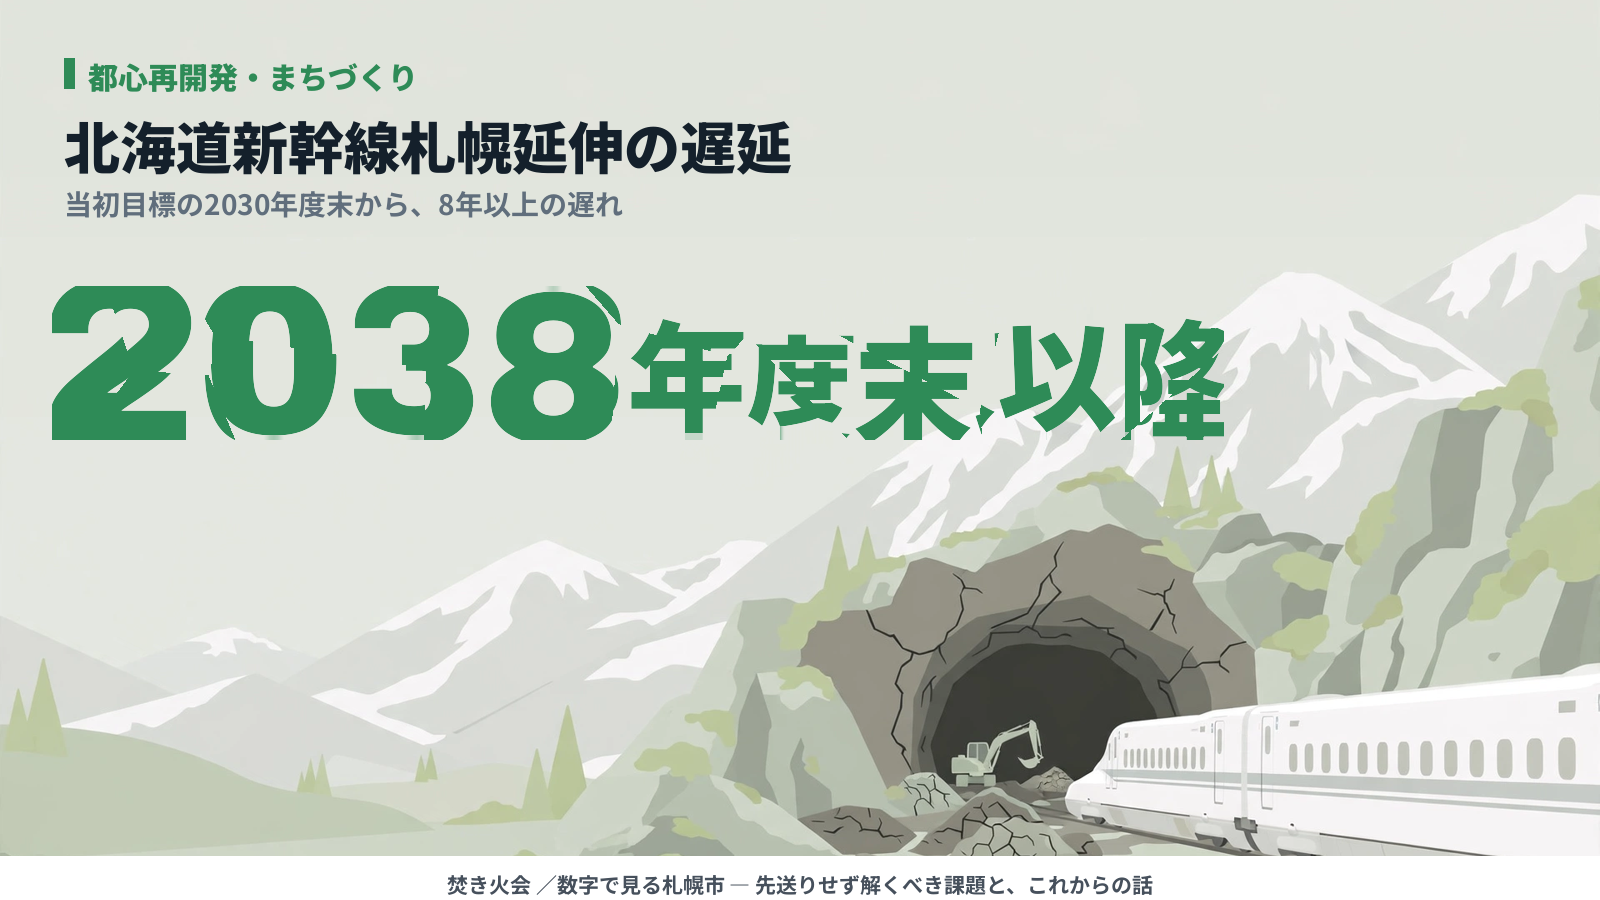 都心再開発・まちづくり
北海道新幹線札幌延伸の遅延
当初目標の2030年度末から、8年以上の遅れ
2038年度末以降
焚き火会 ／数字で見る札幌市 ― 先送りせず解くべき課題と、これからの話